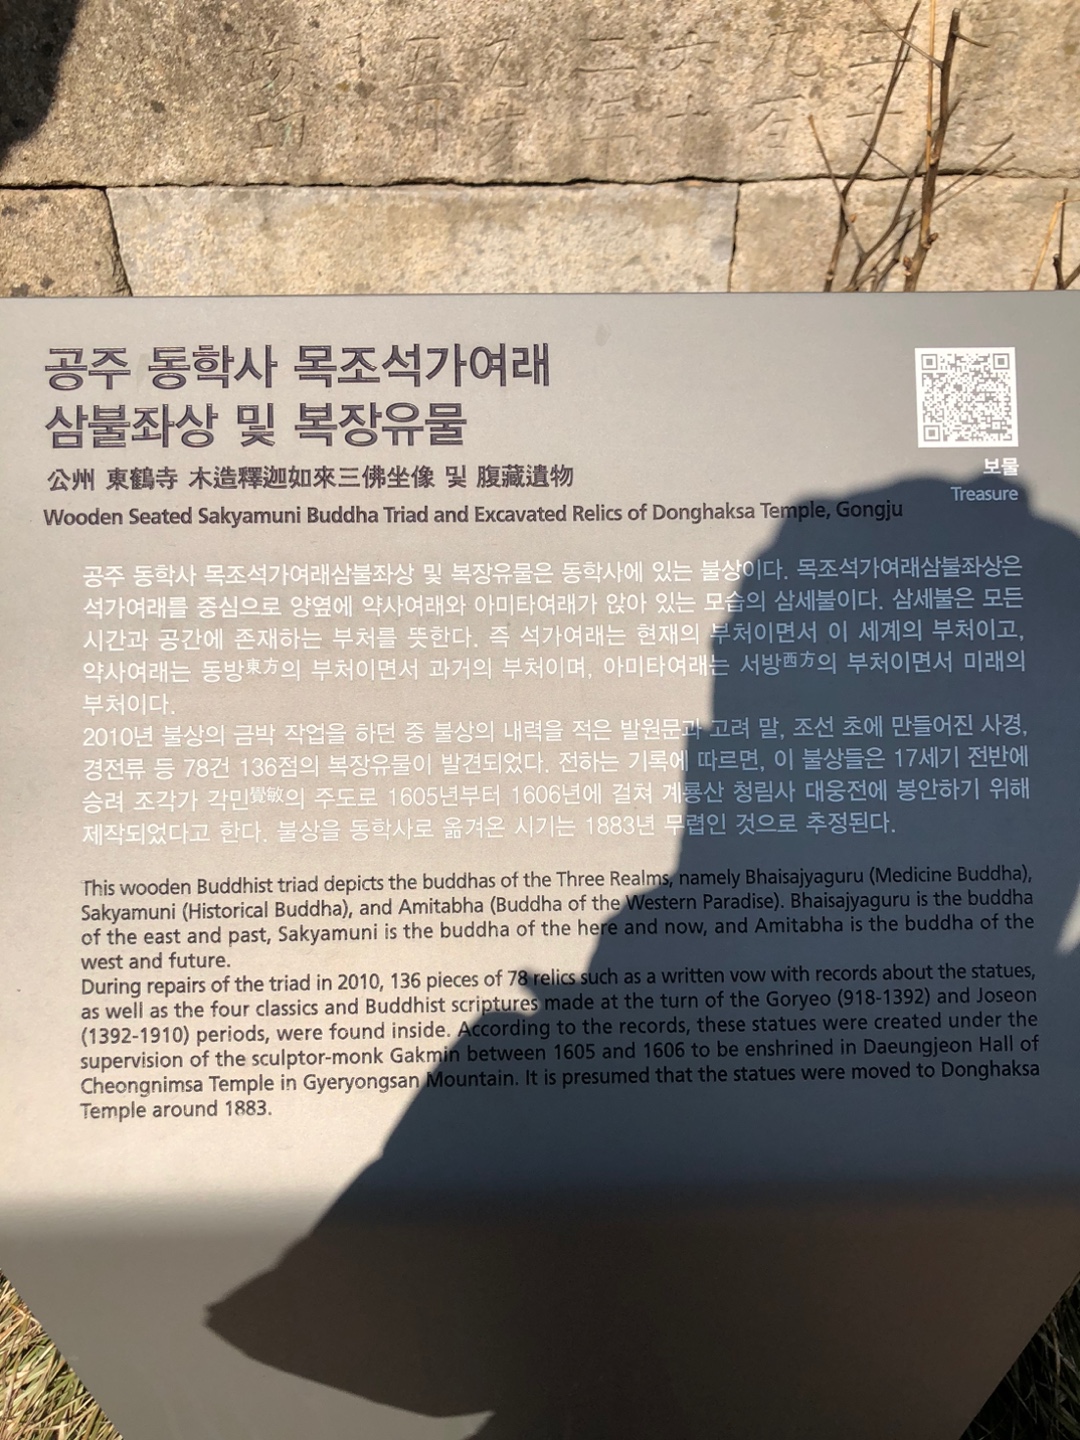 공주 동학사 목조석가여래
삼불좌상 및 복장유물
公州 東鶴寺 木造釋迦如來三佛坐像 및 腹藏遺物
Wooden Seated Sakyamuni Buddha Triad and Excavated Relics of Donghaksa Temple, Gongju
보물
Treasure
공주 동학사 목조석가여래삼불좌상 및 복장유물은 동학사에 있는 불상이다. 목조석가여래삼불좌상은
석가여래를 중심으로 양옆에 약사여래와 아미타여래가 앉아 있는 모습의 삼세불이다. 삼세불은 모든
시간과 공간에 존재하는 부처를 뜻한다. 즉 석가여래는 현재의 부처이면서 이 세계의 부처이고,
약사여래는 동방東方의 부처이면서 과거의 부처이며, 아미타여래는 서방西方의 부처이면서 미래의
부처이다.
2010년 불상의 금박 작업을 하던 중 불상의 내력을 적은 발원문과 고려 말, 조선 초에 만들어진 사경,
경전류 등 78건 136점의 복장유물이 발견되었다. 전하는 기록에 따르면, 이 불상들은 17세기 전반에
승려 조각가 각민覺敏의 주도로 1605년부터 1606년에 걸쳐 계룡산 청림사 대웅전에 봉안하기 위해
제작되었다고 한다. 불상을 동학사로 옮겨온 시기는 1883년 무렵인 것으로 추정된다.
This wooden Buddhist triad depicts the buddhas of the Three Realms, namely Bhaisajyaguru (Medicine Buddha),
Sakyamuni (Historical Buddha), and Amitabha (Buddha of the Western Paradise). Bhaisajyaguru is the buddha
of the east and past, Sakyamuni is the buddha of the here and now, and Amitabha is the buddha of the
west and future.
During repairs of the triad in 2010, 136 pieces of 78 relics such as a written vow with records about the statues,
as well as the four classics and Buddhist scriptures made at the turn of the Goryeo (918-1392) and Joseon
(1392-1910) periods, were found inside. According to the records, these statues were created under the
supervision of the sculptor-monk Gakmin between 1605 and 1606 to be enshrined in Daeungjeon Hall of
Cheongnimsa Temple in Gyeryongsan Mountain. It is presumed that the statues were moved to Donghaksa
Temple around 1883.